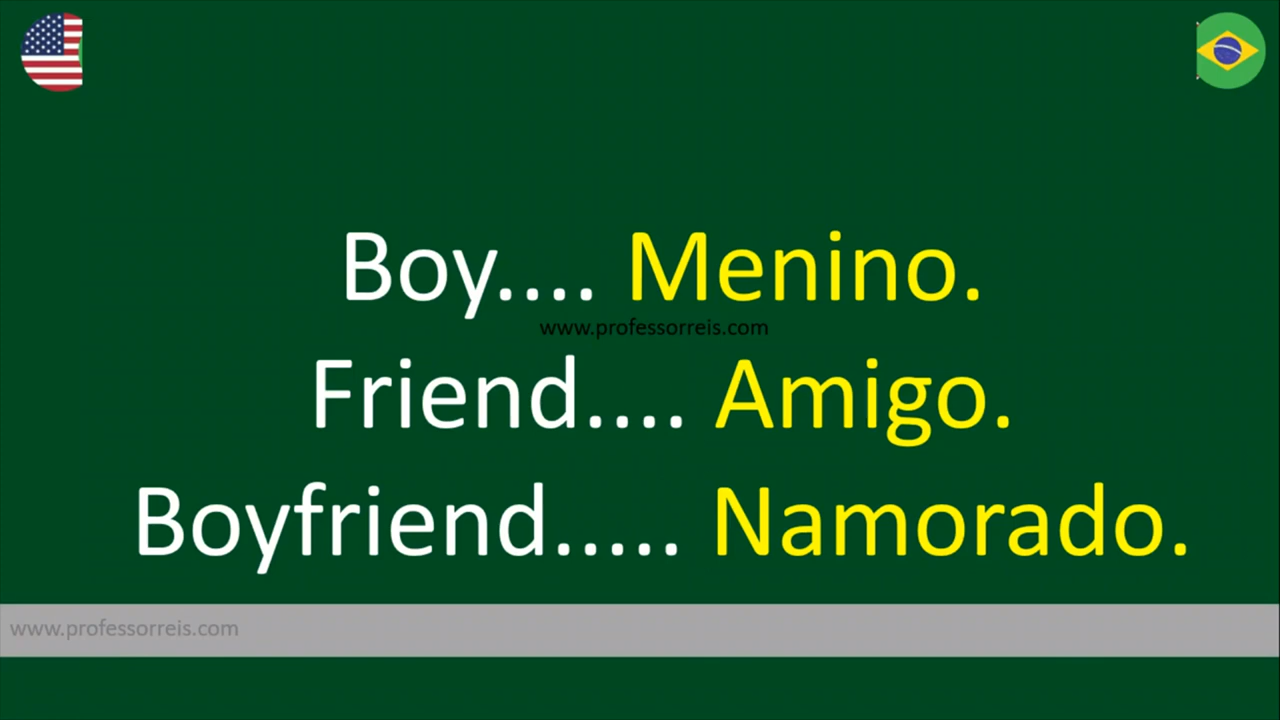 Boy.... Menino.
www.professorreis.com
Friend.... Amigo.
Boyfriend..... Namorado.
www.professorreis.com